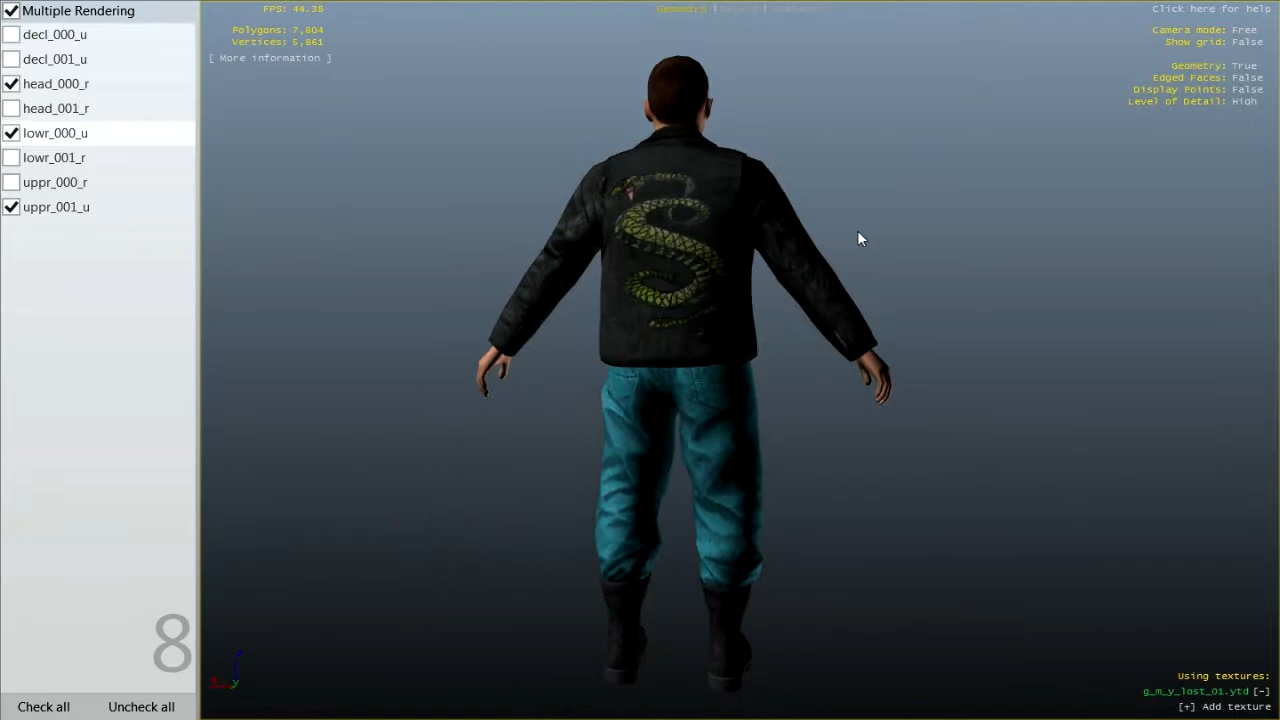 Multiple Rendering
decl_000_u
decl_001_u
head_000_r
head_001_r
lowr_000_u
lowr_001_r
uppr_000_r
uppr_001_u
8
Check all Uncheck all
FPS: 44.38
Polygons: 7,804
Vertices: 5,861
[ More information ]
Geometry |
Click here for help
Camera mode: Free
Show grid: False
Geometry: True
Edged Faces: False
Display Points: False
Level of Detail: High
z
y
Using textures:
g_m_y_lost_01.ytd [-]
[+] Add texture